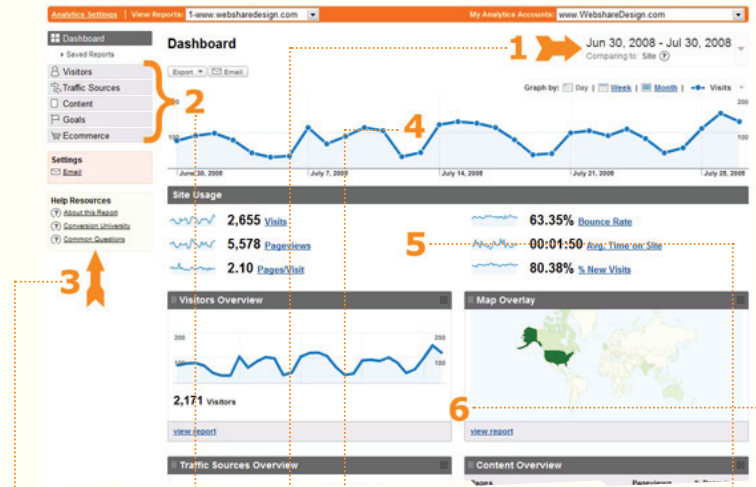 Analytics Settings | View Reports: 1-www.websharedesign.com My Analytics Accounts: www.WebshareDesign.com
Dashboard
Saved Reports
Visitors
Traffic Sources
Content
Goals
Ecommerce
Settings
Email
Help Resources
About this Report
Conversion University
Common Questions
3
2
Dashboard
1
Jun 30, 2008 - Jul 30, 2008
Comparing to: Site
Export Email
Graph by: Day | Week | Month | Visits
200 200
100 100
4
June 30, 2008 July 7, 2008 July 14, 2008 July 21, 2008 July 28, 2008
Site Usage
2,655 Visits
5,578 Pageviews
2.10 Pages/Visit
5
63.35% Bounce Rate
00:01:50 Avg. Time on Site
80.38% % New Visits
Visitors Overview
200 200
100 100
2,171 Visitors
view report
Map Overlay
6
view report
Traffic Sources Overview
Content Overview
Pages Pageviews